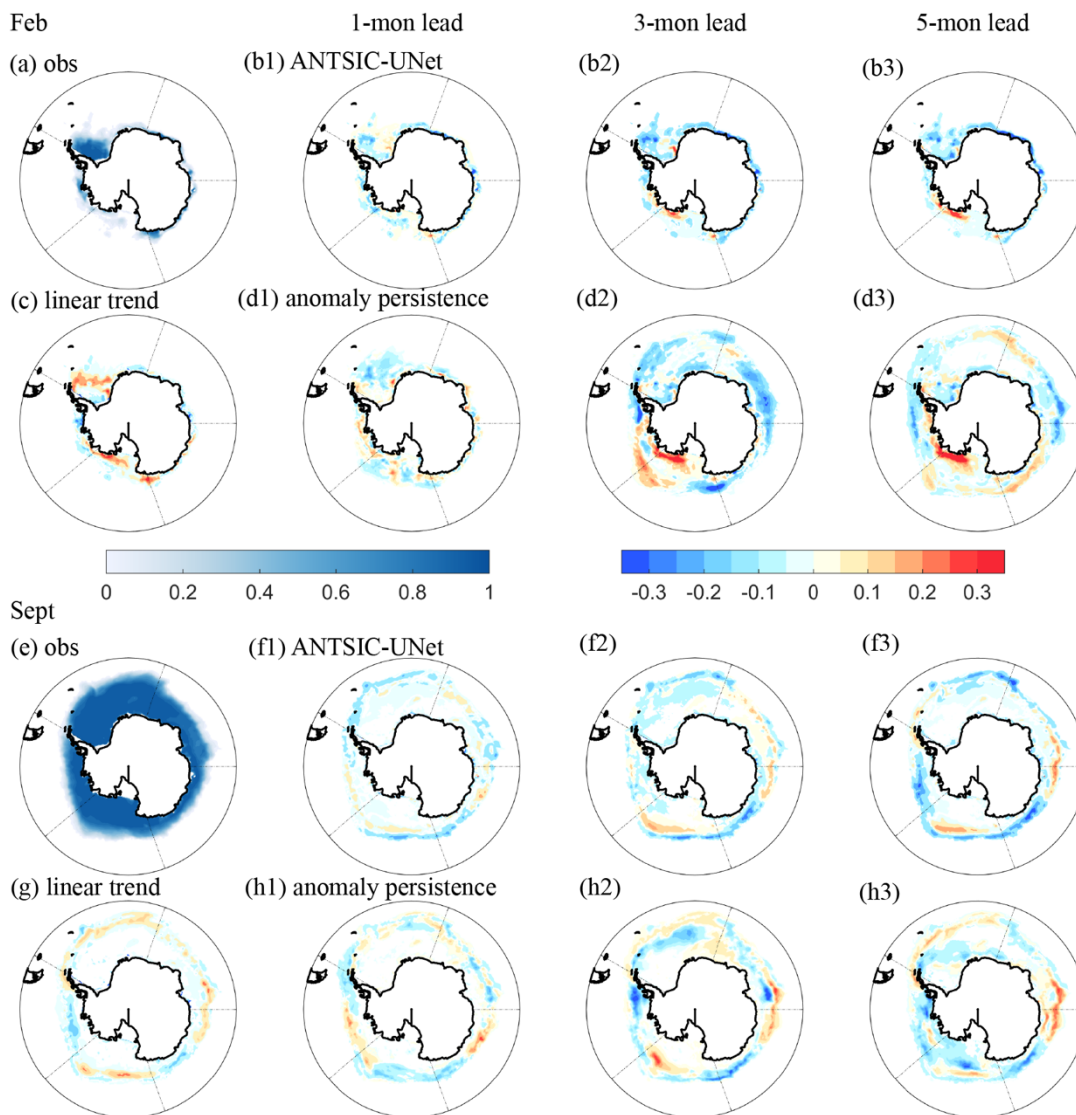 Feb 1-mon lead 3-mon lead 5-mon lead
(a) obs (b1) ANTSIC-UNet (b2) (b3)
(c) linear trend (d1) anomaly persistence (d2) (d3)
0 0.2 0.4 0.6 0.8 1 -0.3 -0.2 -0.1 0 0.1 0.2 0.3
Sept
(e) obs (f1) ANTSIC-UNet (f2) (f3)
(g) linear trend (h1) anomaly persistence (h2) (h3)